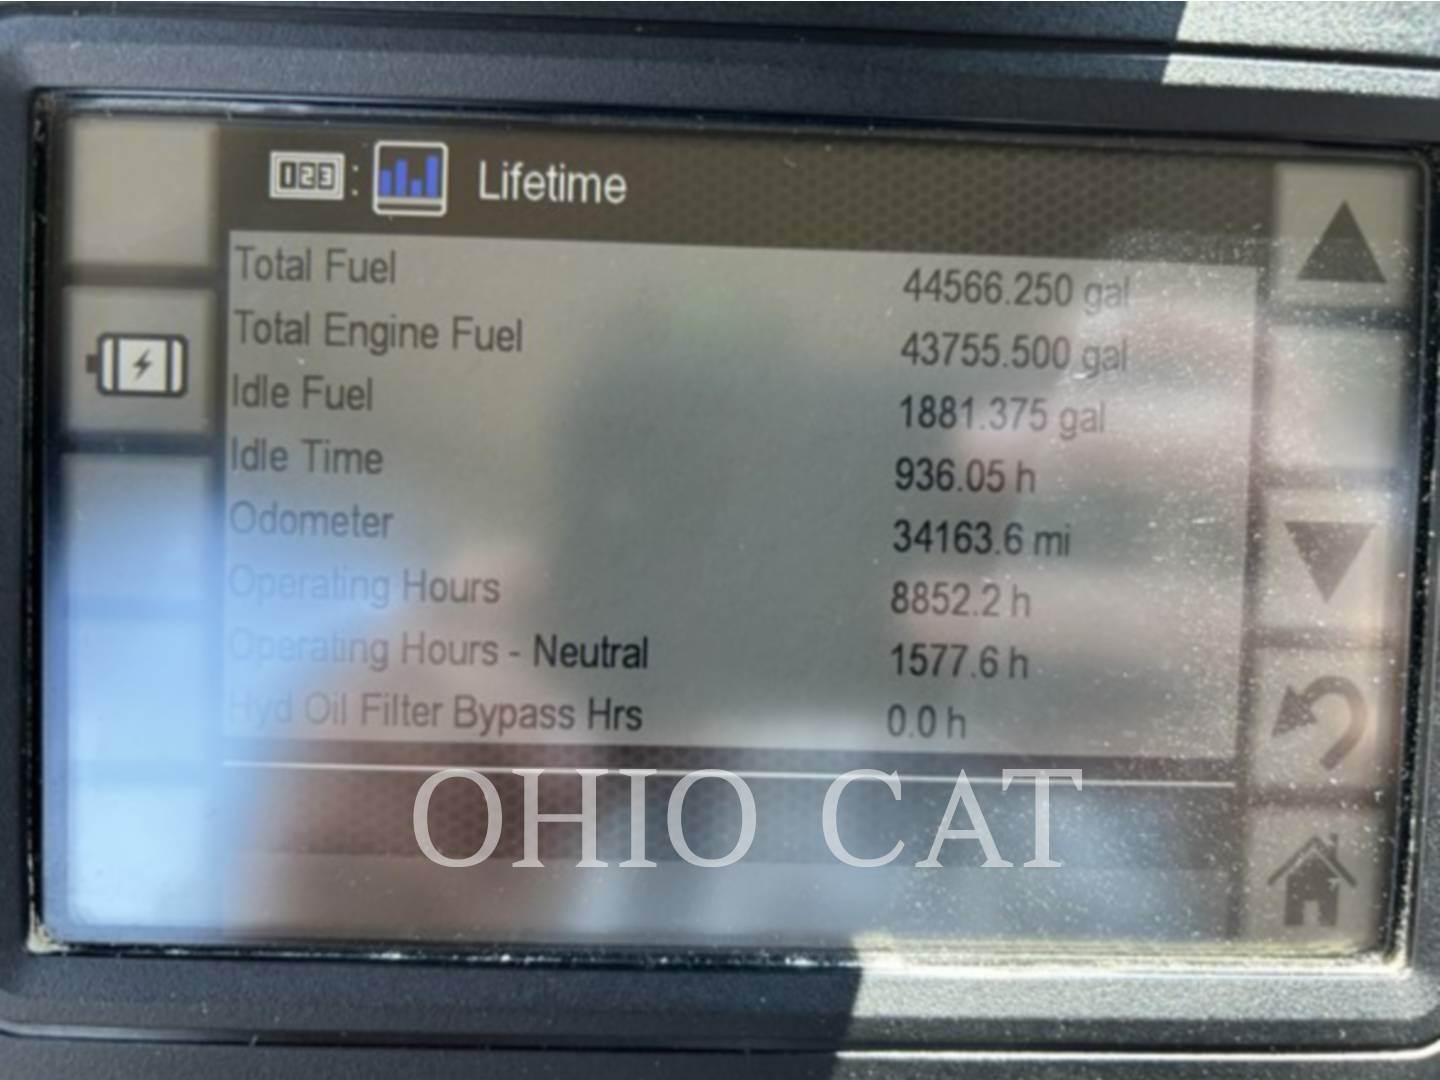 123 : Lifetime
Total Fuel 44566.250 gal
Total Engine Fuel 43755.500 gal
Idle Fuel 1881.375 gal
Idle Time 936.05 h
Odometer 34163.6 mi
Operating Hours 8852.2 h
Operating Hours - Neutral 1577.6 h
Hyd Oil Filter Bypass Hrs 0.0 h
OHIO CAT